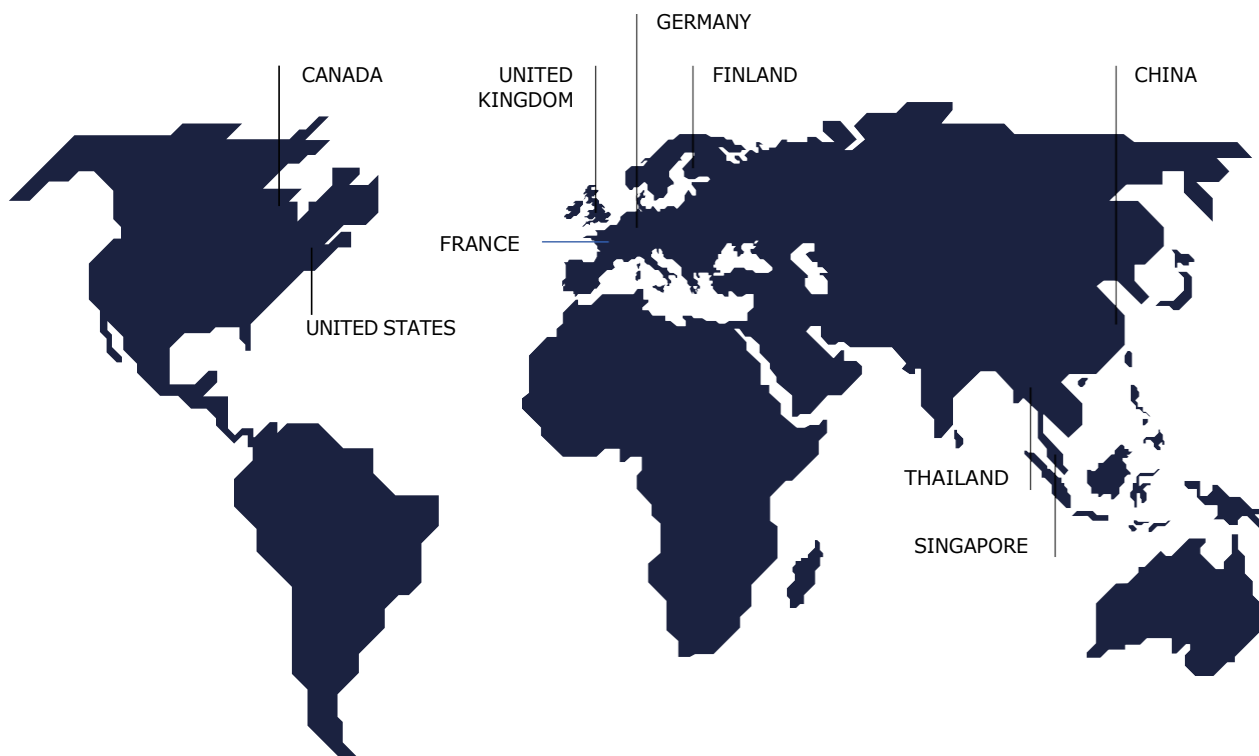 GERMANY
CANADA
UNITED
KINGDOM
FINLAND
CHINA
FRANCE
UNITED STATES
THAILAND
SINGAPORE